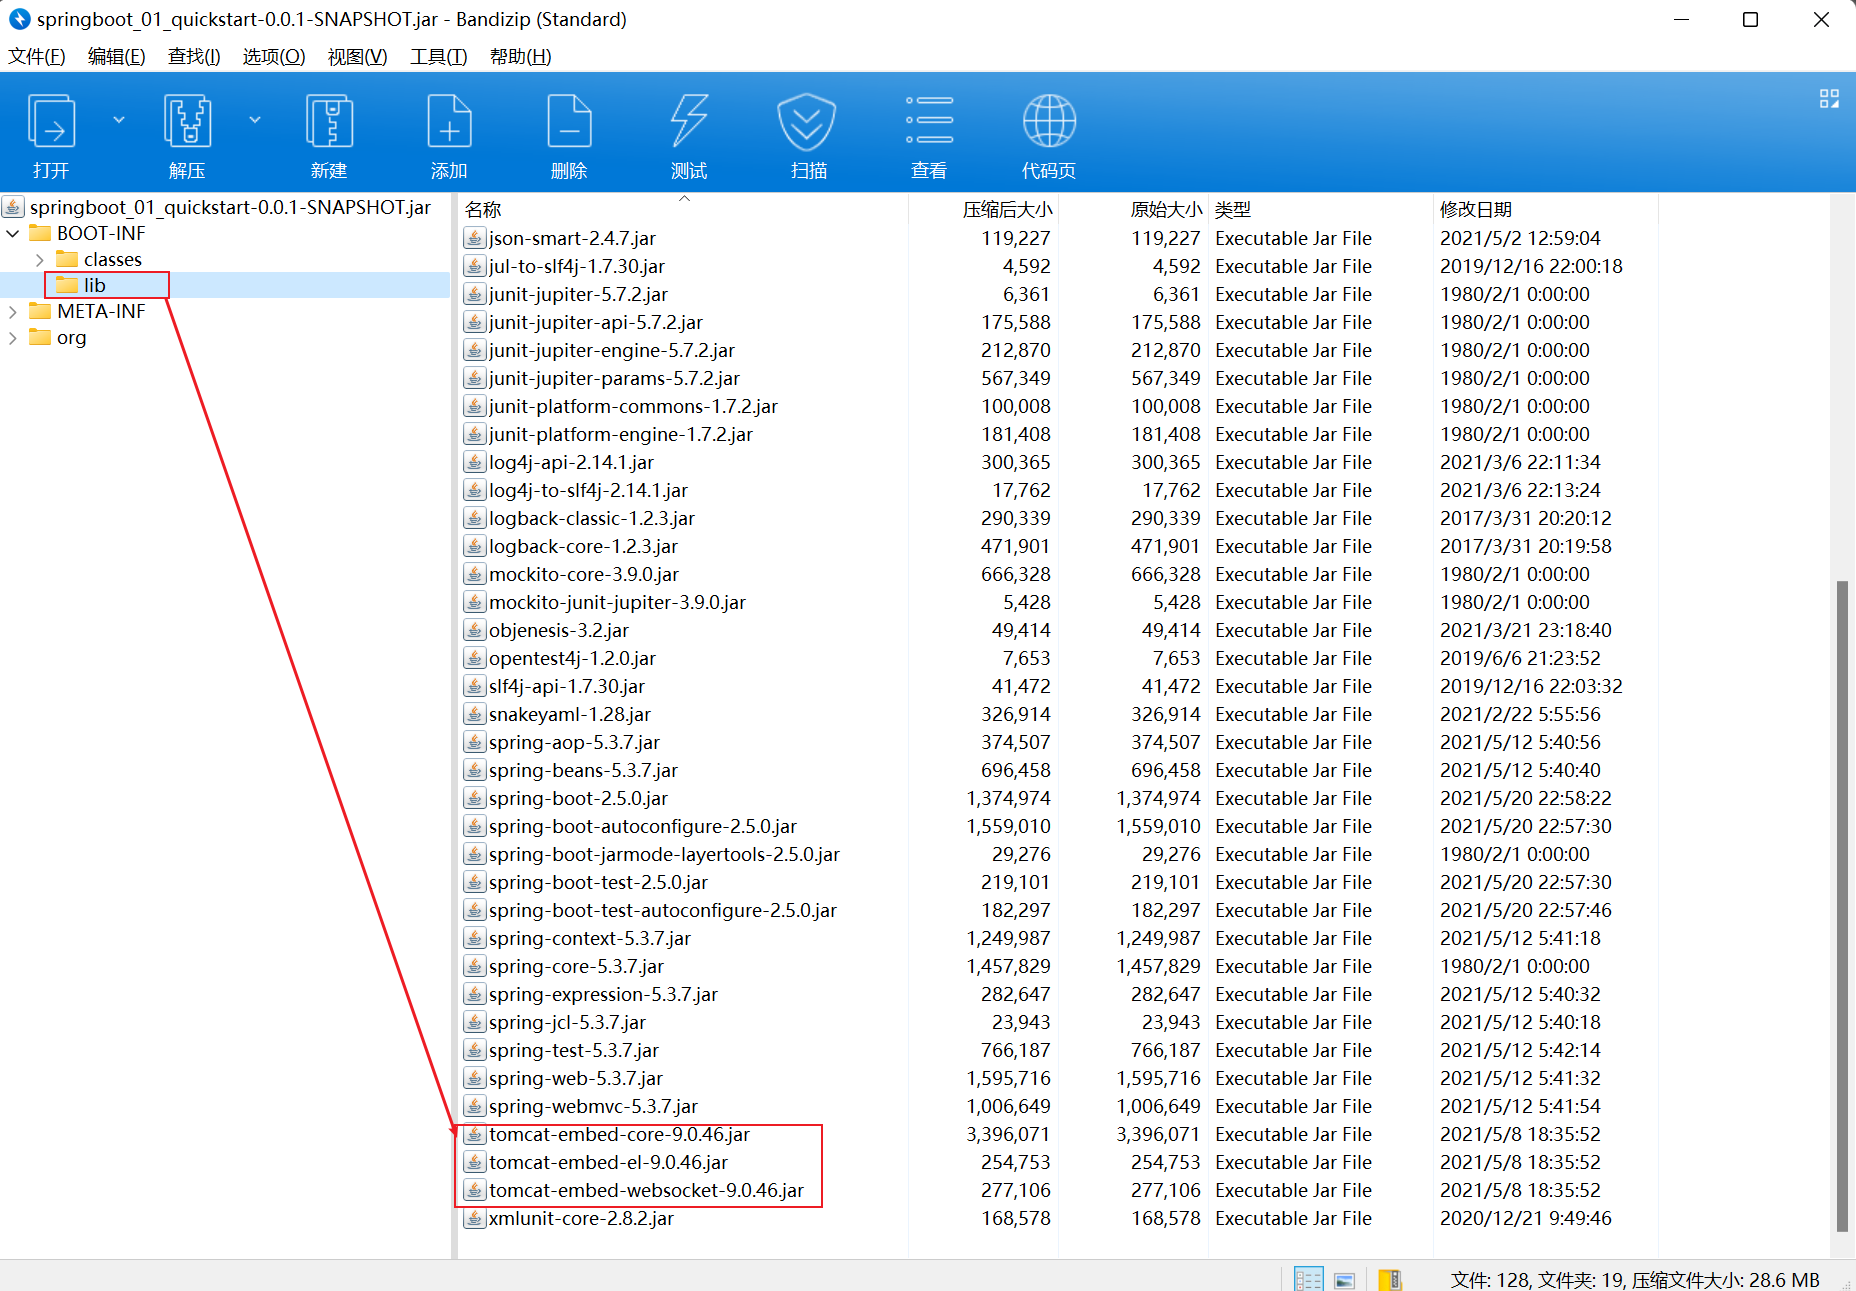 springboot_01_quickstart-0.0.1-SNAPSHOT.jar - Bandizip (Standard)
文件(F) 编辑(E) 查找(I) 选项(O) 视图(V) 工具(T) 帮助(H)
打开 解压 新建 添加 删除 测试 扫描 查看 代码页
springboot_01_quickstart-0.0.1-SNAPSHOT.jar
BOOT-INF
classes
lib
META-INF
org
名称 压缩后大小 原始大小 类型 修改日期
json-smart-2.4.7.jar 119,227 119,227 Executable Jar File 2021/5/2 12:59:04
jul-to-slf4j-1.7.30.jar 4,592 4,592 Executable Jar File 2019/12/16 22:00:18
junit-jupiter-5.7.2.jar 6,361 6,361 Executable Jar File 1980/2/1 0:00:00
junit-jupiter-api-5.7.2.jar 175,588 175,588 Executable Jar File 1980/2/1 0:00:00
junit-jupiter-engine-5.7.2.jar 212,870 212,870 Executable Jar File 1980/2/1 0:00:00
junit-jupiter-params-5.7.2.jar 567,349 567,349 Executable Jar File 1980/2/1 0:00:00
junit-platform-commons-1.7.2.jar 100,008 100,008 Executable Jar File 1980/2/1 0:00:00
junit-platform-engine-1.7.2.jar 181,408 181,408 Executable Jar File 1980/2/1 0:00:00
log4j-api-2.14.1.jar 300,365 300,365 Executable Jar File 2021/3/6 22:11:34
log4j-to-slf4j-2.14.1.jar 17,762 17,762 Executable Jar File 2021/3/6 22:13:24
logback-classic-1.2.3.jar 290,339 290,339 Executable Jar File 2017/3/31 20:20:12
logback-core-1.2.3.jar 471,901 471,901 Executable Jar File 2017/3/31 20:19:58
mockito-core-3.9.0.jar 666,328 666,328 Executable Jar File 1980/2/1 0:00:00
mockito-junit-jupiter-3.9.0.jar 5,428 5,428 Executable Jar File 1980/2/1 0:00:00
objenesis-3.2.jar 49,414 49,414 Executable Jar File 2021/3/21 23:18:40
opentest4j-1.2.0.jar 7,653 7,653 Executable Jar File 2019/6/6 21:23:52
slf4j-api-1.7.30.jar 41,472 41,472 Executable Jar File 2019/12/16 22:03:32
snakeyaml-1.28.jar 326,914 326,914 Executable Jar File 2021/2/22 5:55:56
spring-aop-5.3.7.jar 374,507 374,507 Executable Jar File 2021/5/12 5:40:56
spring-beans-5.3.7.jar 696,458 696,458 Executable Jar File 2021/5/12 5:40:40
spring-boot-2.5.0.jar 1,374,974 1,374,974 Executable Jar File 2021/5/20 22:58:22
spring-boot-autoconfigure-2.5.0.jar 1,559,010 1,559,010 Executable Jar File 2021/5/20 22:57:30
spring-boot-jarmode-layertools-2.5.0.jar 29,276 29,276 Executable Jar File 1980/2/1 0:00:00
spring-boot-test-2.5.0.jar 219,101 219,101 Executable Jar File 2021/5/20 22:57:30
spring-boot-test-autoconfigure-2.5.0.jar 182,297 182,297 Executable Jar File 2021/5/20 22:57:46
spring-context-5.3.7.jar 1,249,987 1,249,987 Executable Jar File 2021/5/12 5:41:18
spring-core-5.3.7.jar 1,457,829 1,457,829 Executable Jar File 1980/2/1 0:00:00
spring-expression-5.3.7.jar 282,647 282,647 Executable Jar File 2021/5/12 5:40:32
spring-jcl-5.3.7.jar 23,943 23,943 Executable Jar File 2021/5/12 5:40:18
spring-test-5.3.7.jar 766,187 766,187 Executable Jar File 2021/5/12 5:42:14
spring-web-5.3.7.jar 1,595,716 1,595,716 Executable Jar File 2021/5/12 5:41:32
spring-webmvc-5.3.7.jar 1,006,649 1,006,649 Executable Jar File 2021/5/12 5:41:54
tomcat-embed-core-9.0.46.jar 3,396,071 3,396,071 Executable Jar File 2021/5/8 18:35:52
tomcat-embed-el-9.0.46.jar 254,753 254,753 Executable Jar File 2021/5/8 18:35:52
tomcat-embed-websocket-9.0.46.jar 277,106 277,106 Executable Jar File 2021/5/8 18:35:52
xmlunit-core-2.8.2.jar 168,578 168,578 Executable Jar File 2020/12/21 9:49:46
文件: 128, 文件夹: 19, 压缩文件大小: 28.6 MB